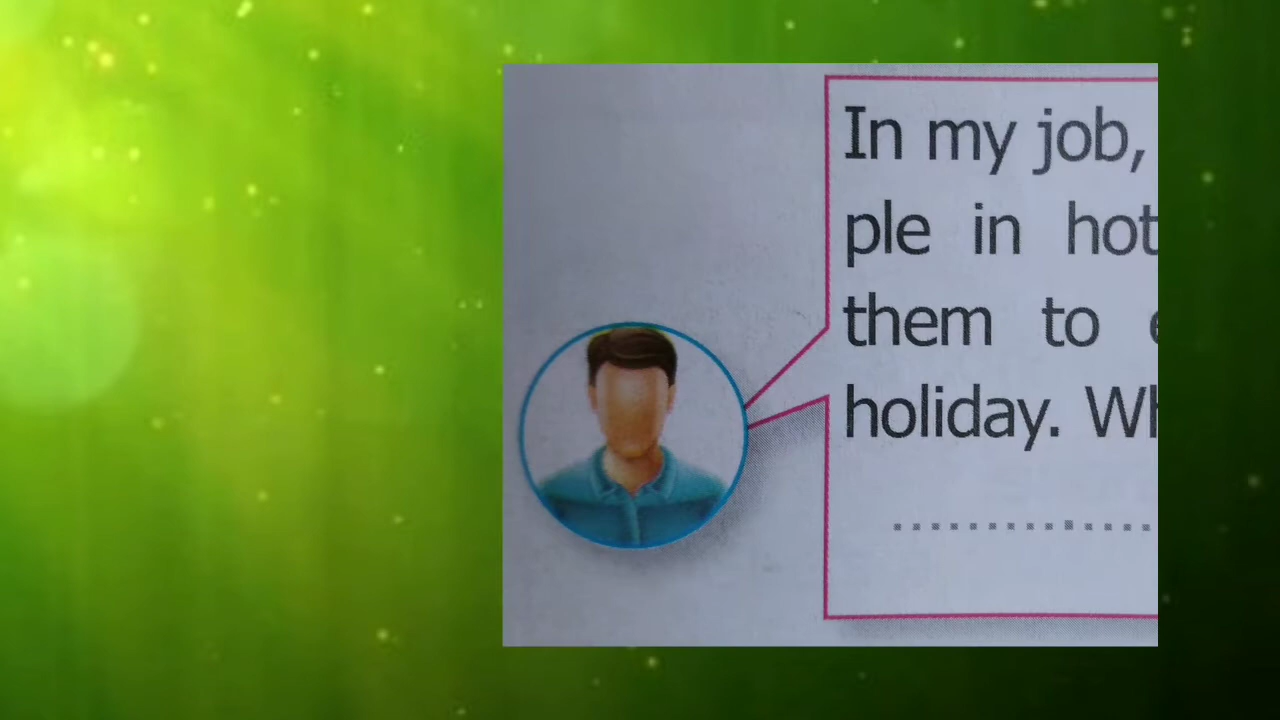 In my job,
ple in hot
them to
holiday. Wh
....................